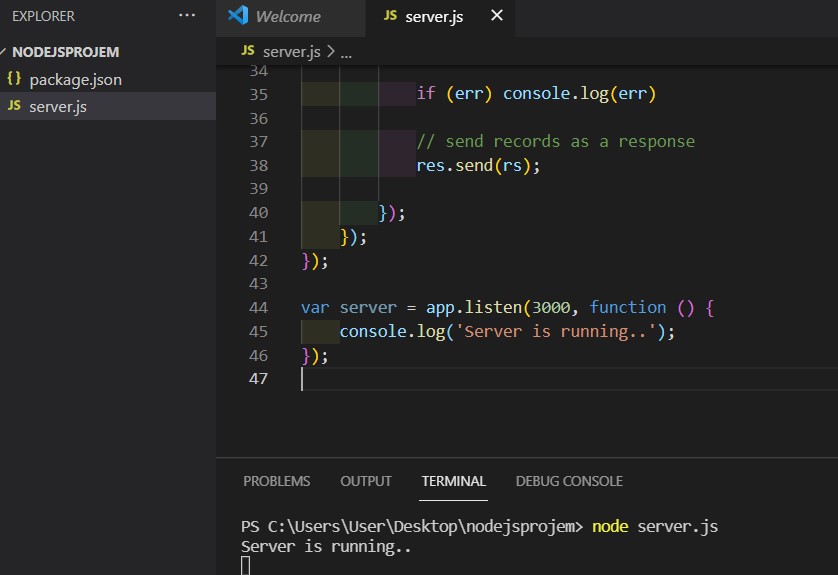 EXPLORER ...
Welcome
JS server.js ✕
NODEJSPROJEM
{} package.json
JS server.js
JS server.js > ...
34
35 if (err) console.log(err)
36
37 // send records as a response
38 res.send(rs);
39
40 });
41 });
42 });
43
44 var server = app.listen(3000, function () {
45 console.log('Server is running..');
46 });
47
PROBLEMS OUTPUT TERMINAL DEBUG CONSOLE
PS C:\Users\User\Desktop\nodejsprojem> node server.js
Server is running..